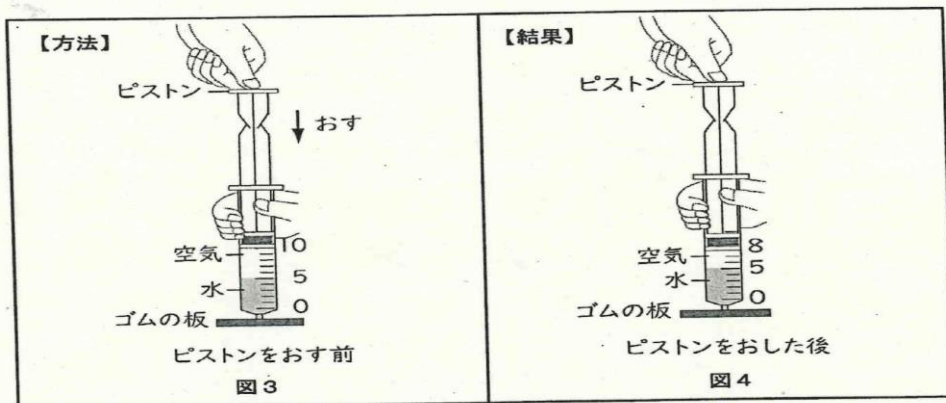 【方法】
ピストン
おす
10
空気
5
水
0
ゴムの板
ピストンをおす前
図3
【結果】
ピストン
8
空気
5
水
0
ゴムの板
ピストンをおした後
図4